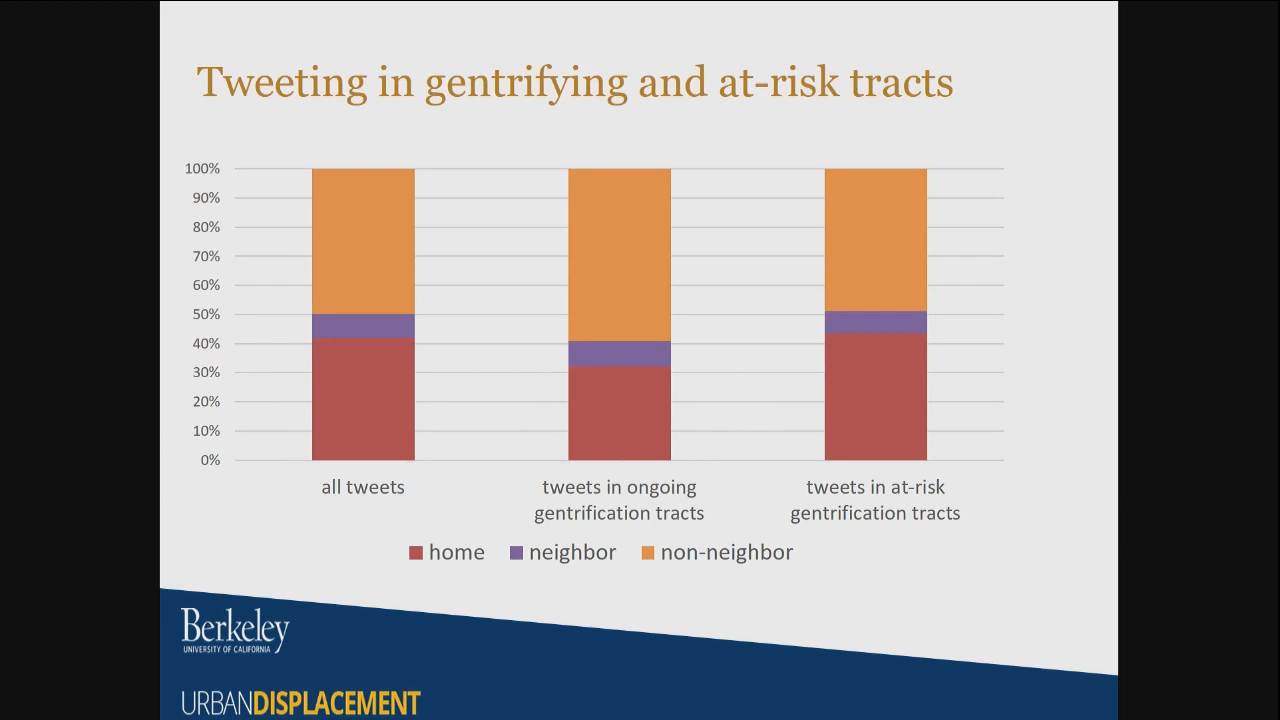 Tweeting in gentrifying and at-risk tracts
100%
90%
80%
70%
60%
50%
40%
30%
20%
10%
0%
all tweets
tweets in ongoing
gentrification tracts
tweets in at-risk
gentrification tracts
home
neighbor
non-neighbor
Berkeley
UNIVERSITY OF CALIFORNIA
URBANDISPLACEMENT